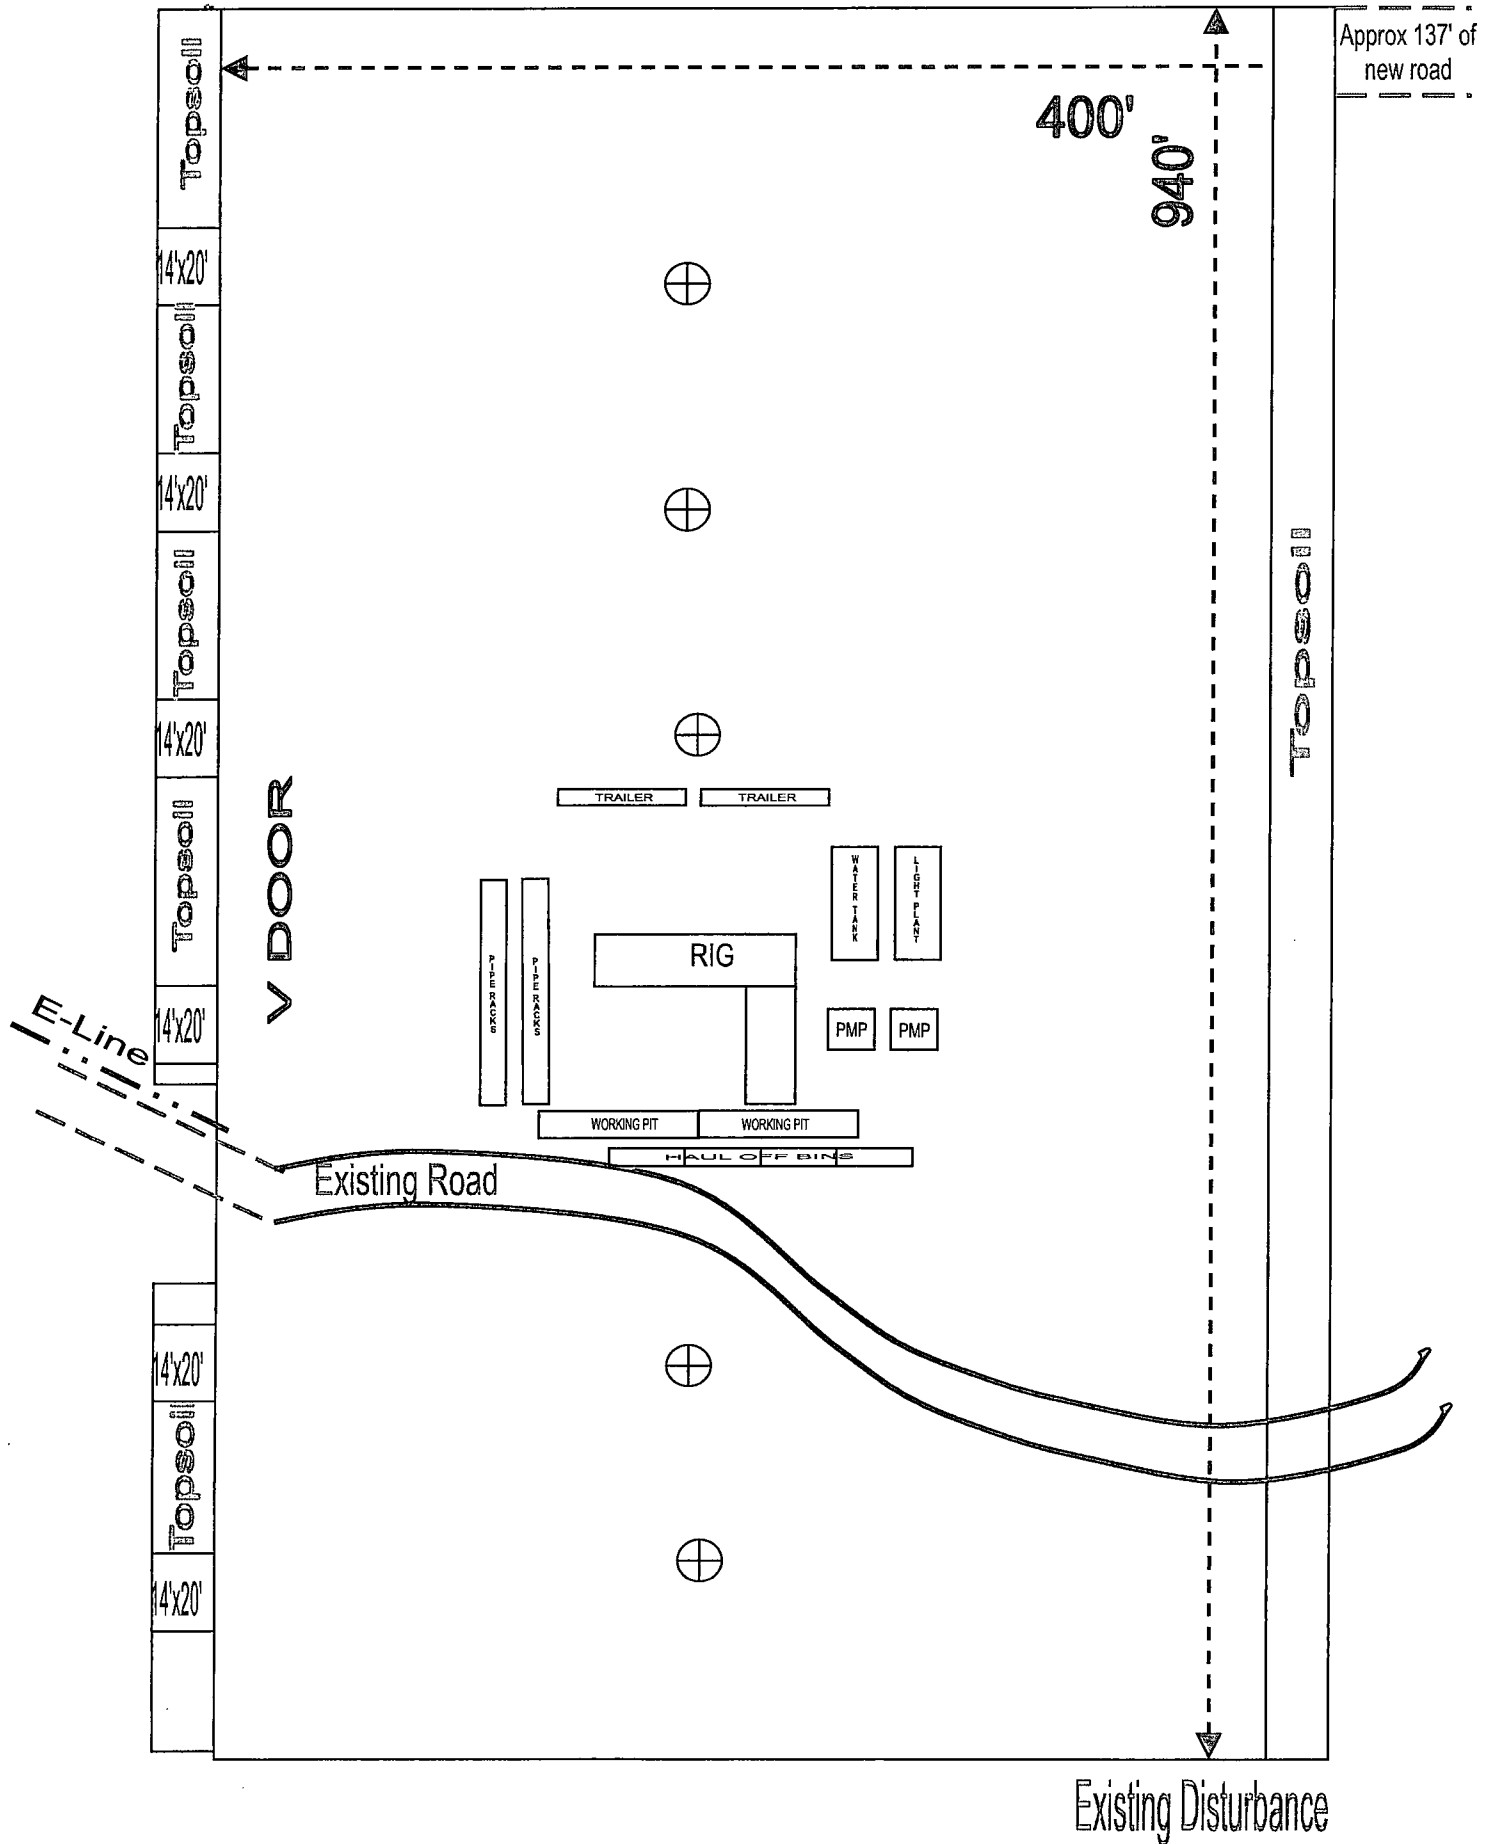 Approx 137' of
new road
400'
940'
Topsoil
14'x20'
Topsoil
14'x20'
Topsoil
14'x20'
Topsoil
14'x20'
Topsoil
V DOOR
TRAILER
TRAILER
WATER TANK
LIGHT PLANT
PIPE RACKS
PIPE RACKS
RIG
PMP
PMP
E-Line
WORKING PIT
WORKING PIT
HAUL OFF BINS
Existing Road
14'x20'
Topsoil
14'x20'
Existing Disturbance